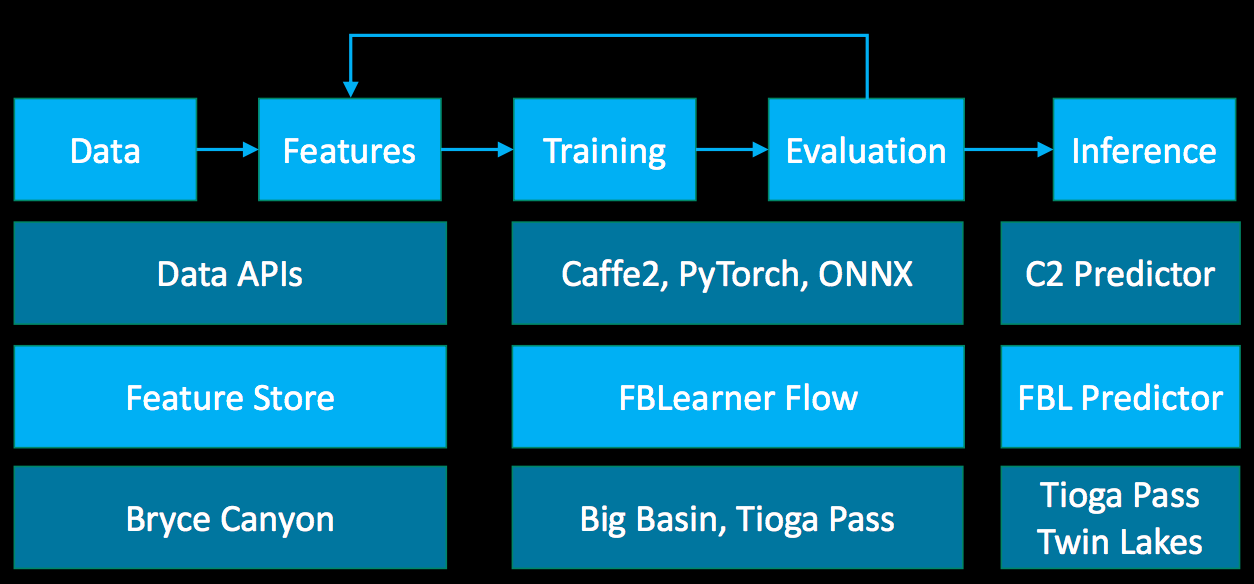 Data
Features
Training
Evaluation
Inference
Data APIs
Caffe2, PyTorch, ONNX
C2 Predictor
Feature Store
FBLearner Flow
FBL Predictor
Bryce Canyon
Big Basin, Tioga Pass
Tioga Pass
Twin Lakes